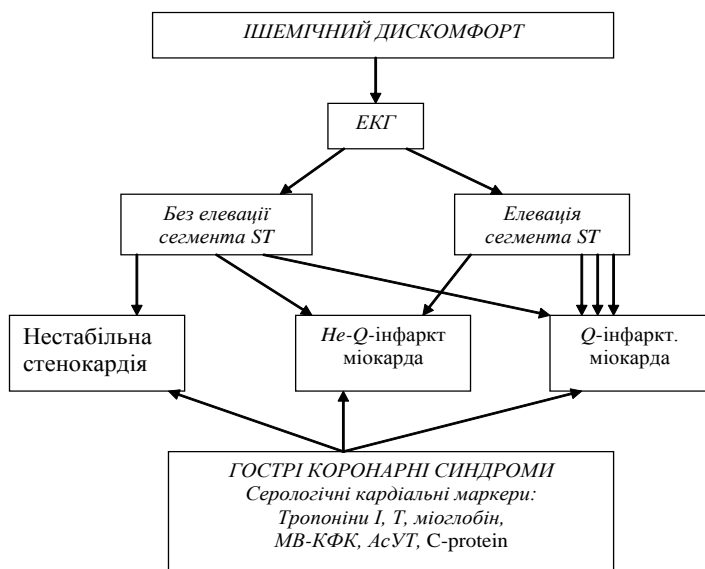 ІШЕМІЧНИЙ ДИСКОМФОРТ
ЕКГ
Без елевації
сегмента ST
Елевація
сегмента ST
Нестабільна
стенокардія
Не-Q-інфаркт
міокарда
Q-інфаркт.
міокарда
ГОСТРІ КОРОНАРНІ СИНДРОМИ
Серологічні кардіальні маркери:
Тропоніни І, Т, міоглобін,
МВ-КФК, АсУТ, C-protein